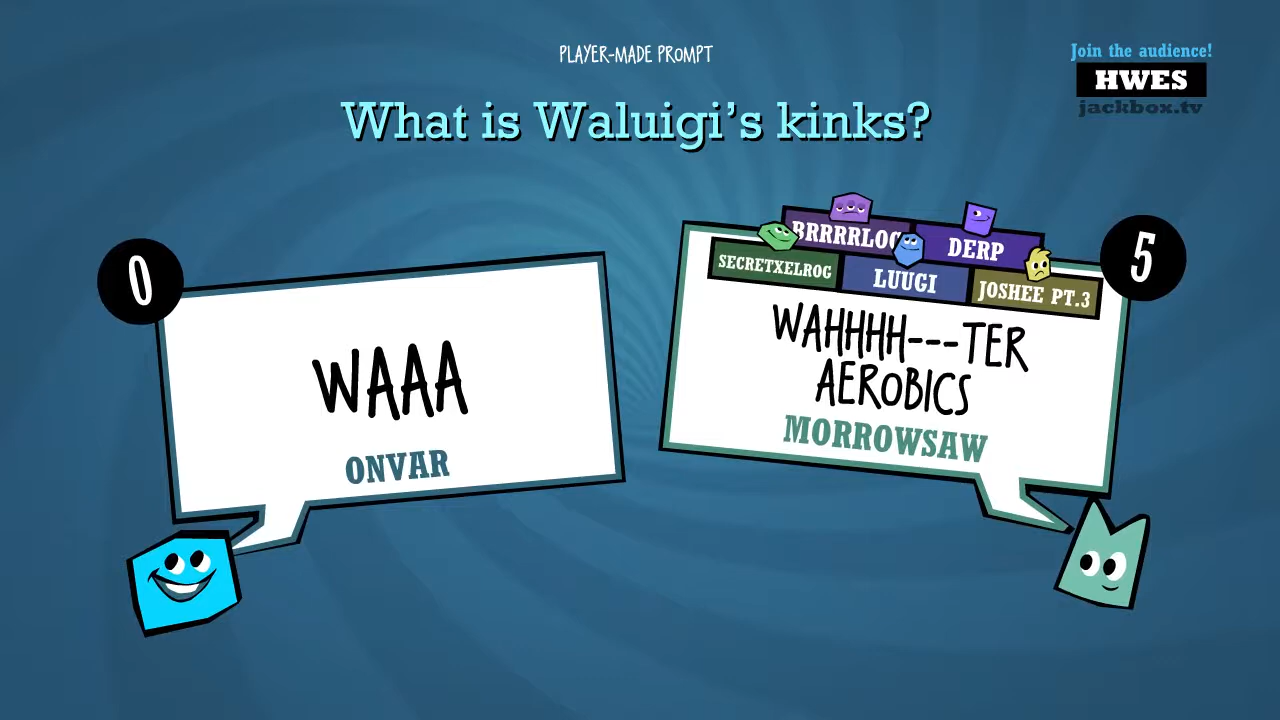 PLAYER-MADE PROMPT
Join the audience!
HWES
jackbox.tv
What is Waluigi's kinks?
0
WAAA
ONVAR
5
BRRRRLOG
DERP
SECRETXELROG
LUUGI
JOSHEE PT.3
WAHHHH---TER
AEROBICS
MORROWSAW